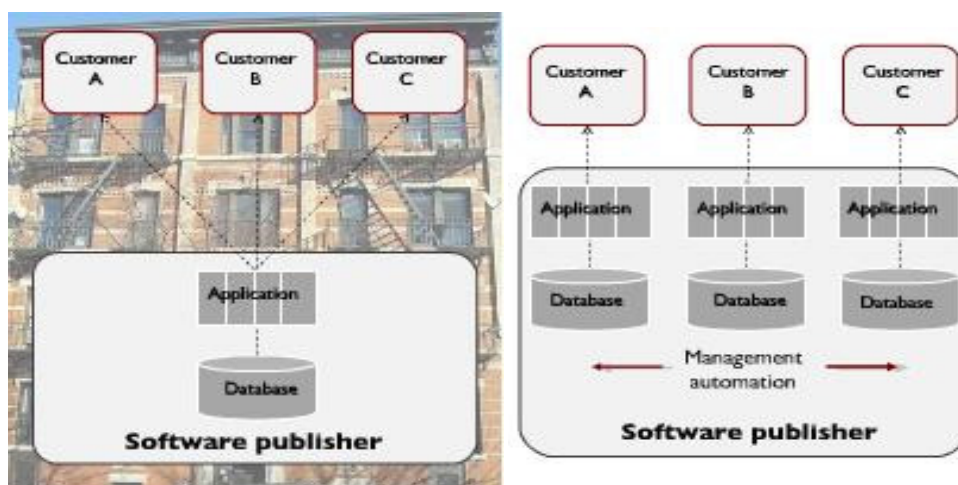 Customer
A
Customer
B
Customer
C
Application
Database
Software publisher
Customer
A
Customer
B
Customer
C
Application
Application
Application
Database
Database
Database
Management
automation
Software publisher